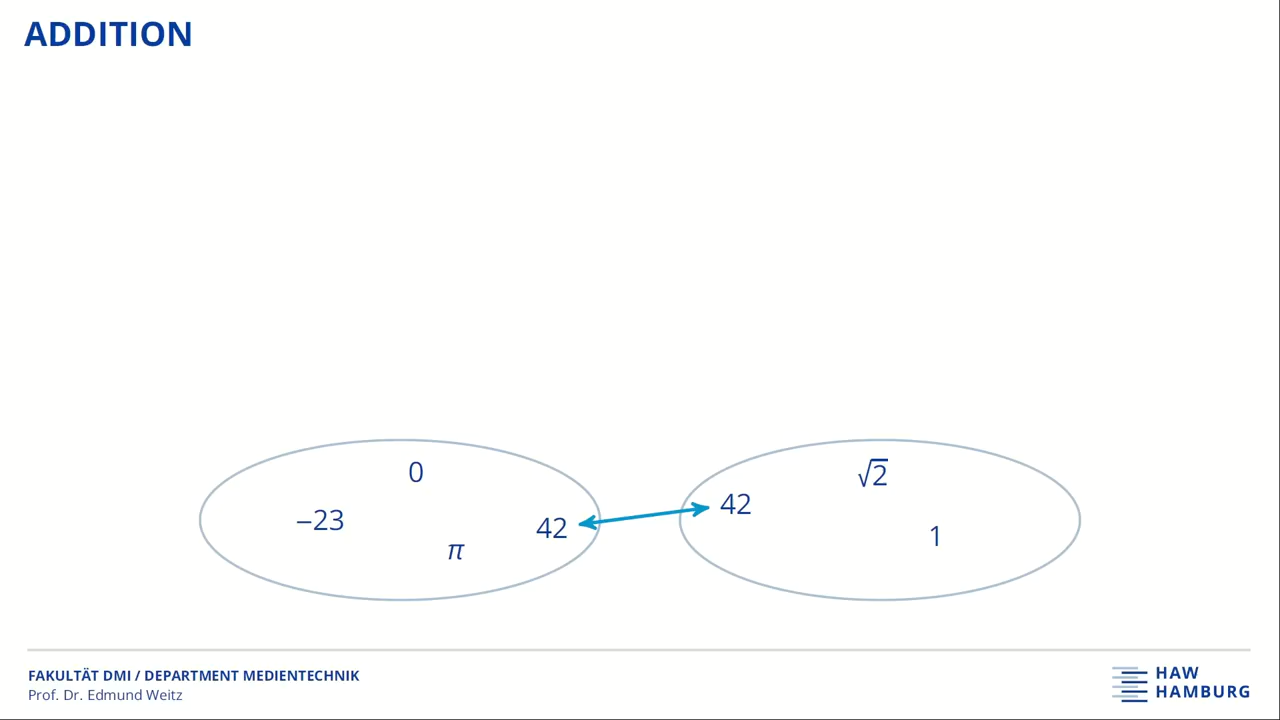 ADDITION
0
−23
π
42
42
√2
1
FAKULTÄT DMI / DEPARTMENT MEDIENTECHNIK
Prof. Dr. Edmund Weitz
HAW
HAMBURG